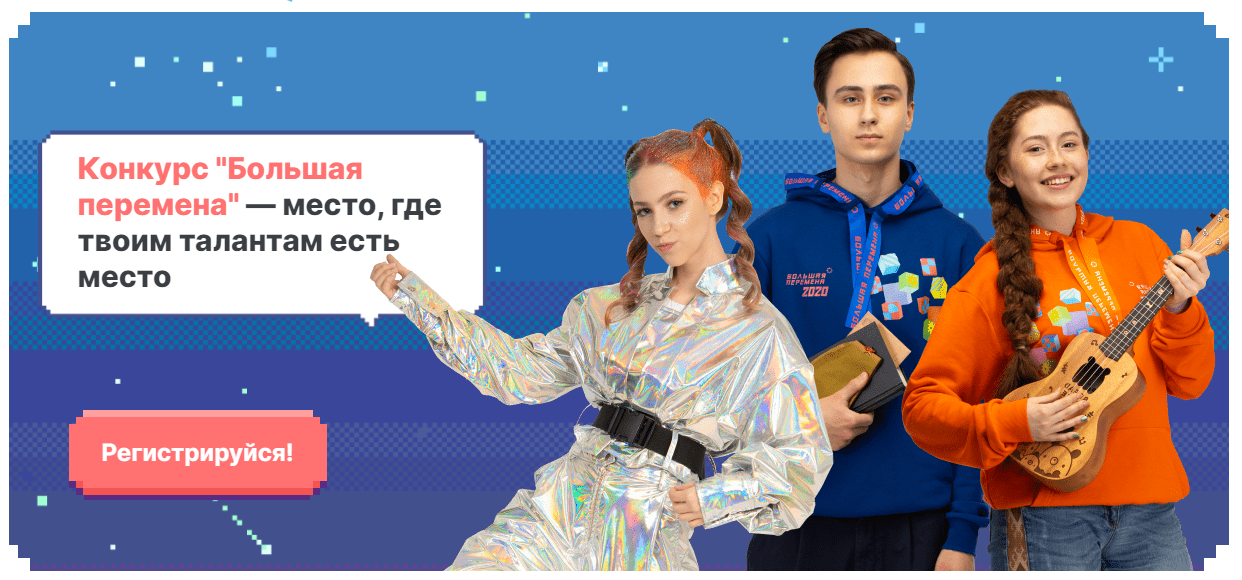 Конкурс "Большая
перемена" — место, где
твоим талантам есть
место
Регистрируйся!
БОЛЬШАЯ
ПЕРЕМЕНА
2020